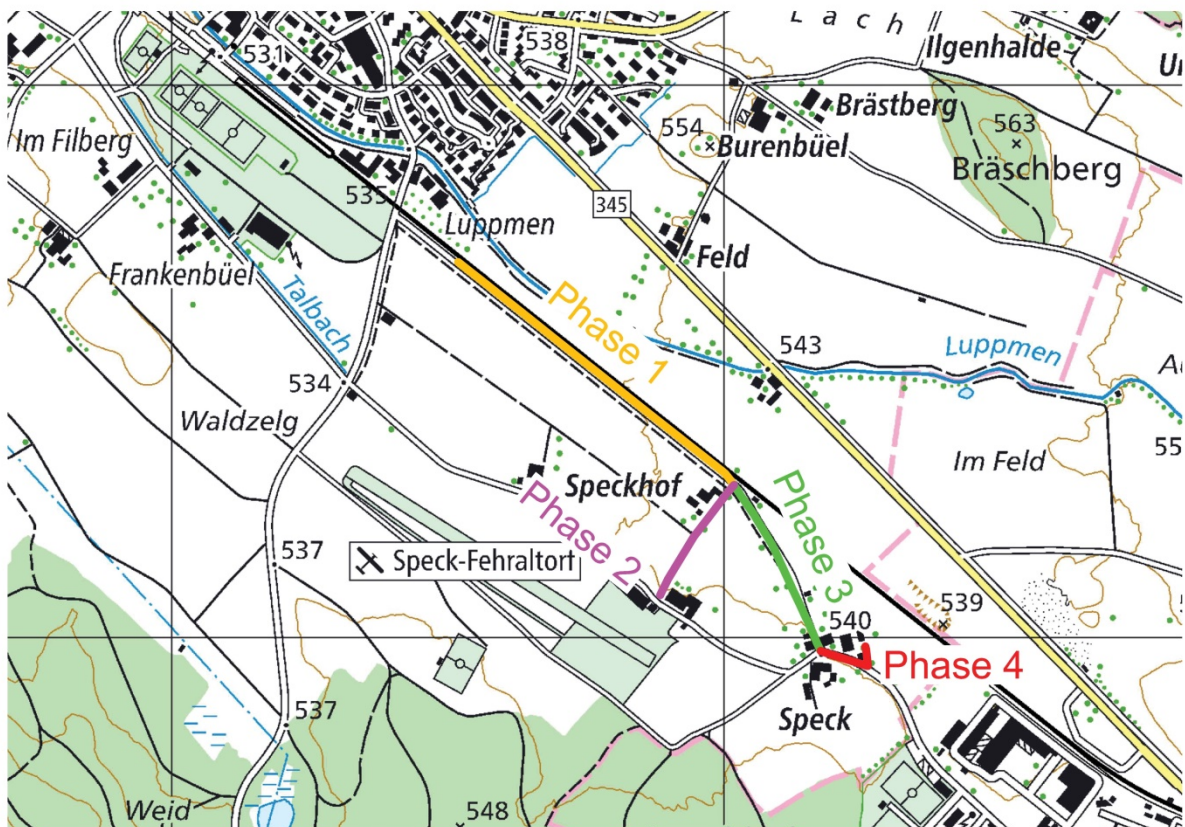 Lach
Ilgenhalde
531
538
Brästberg
563
554
Burenbüel
Bräschberg
Im Filberg
535
345
Luppmen
Feld
Frankenbüel
Talbach
Phase 1
543
Luppmen
534
Waldzelg
Im Feld
Speckhof
Phase 2
Phase 3
537
Speck-Fehraltorf
539
540
Phase 4
537
Speck
Weid
548